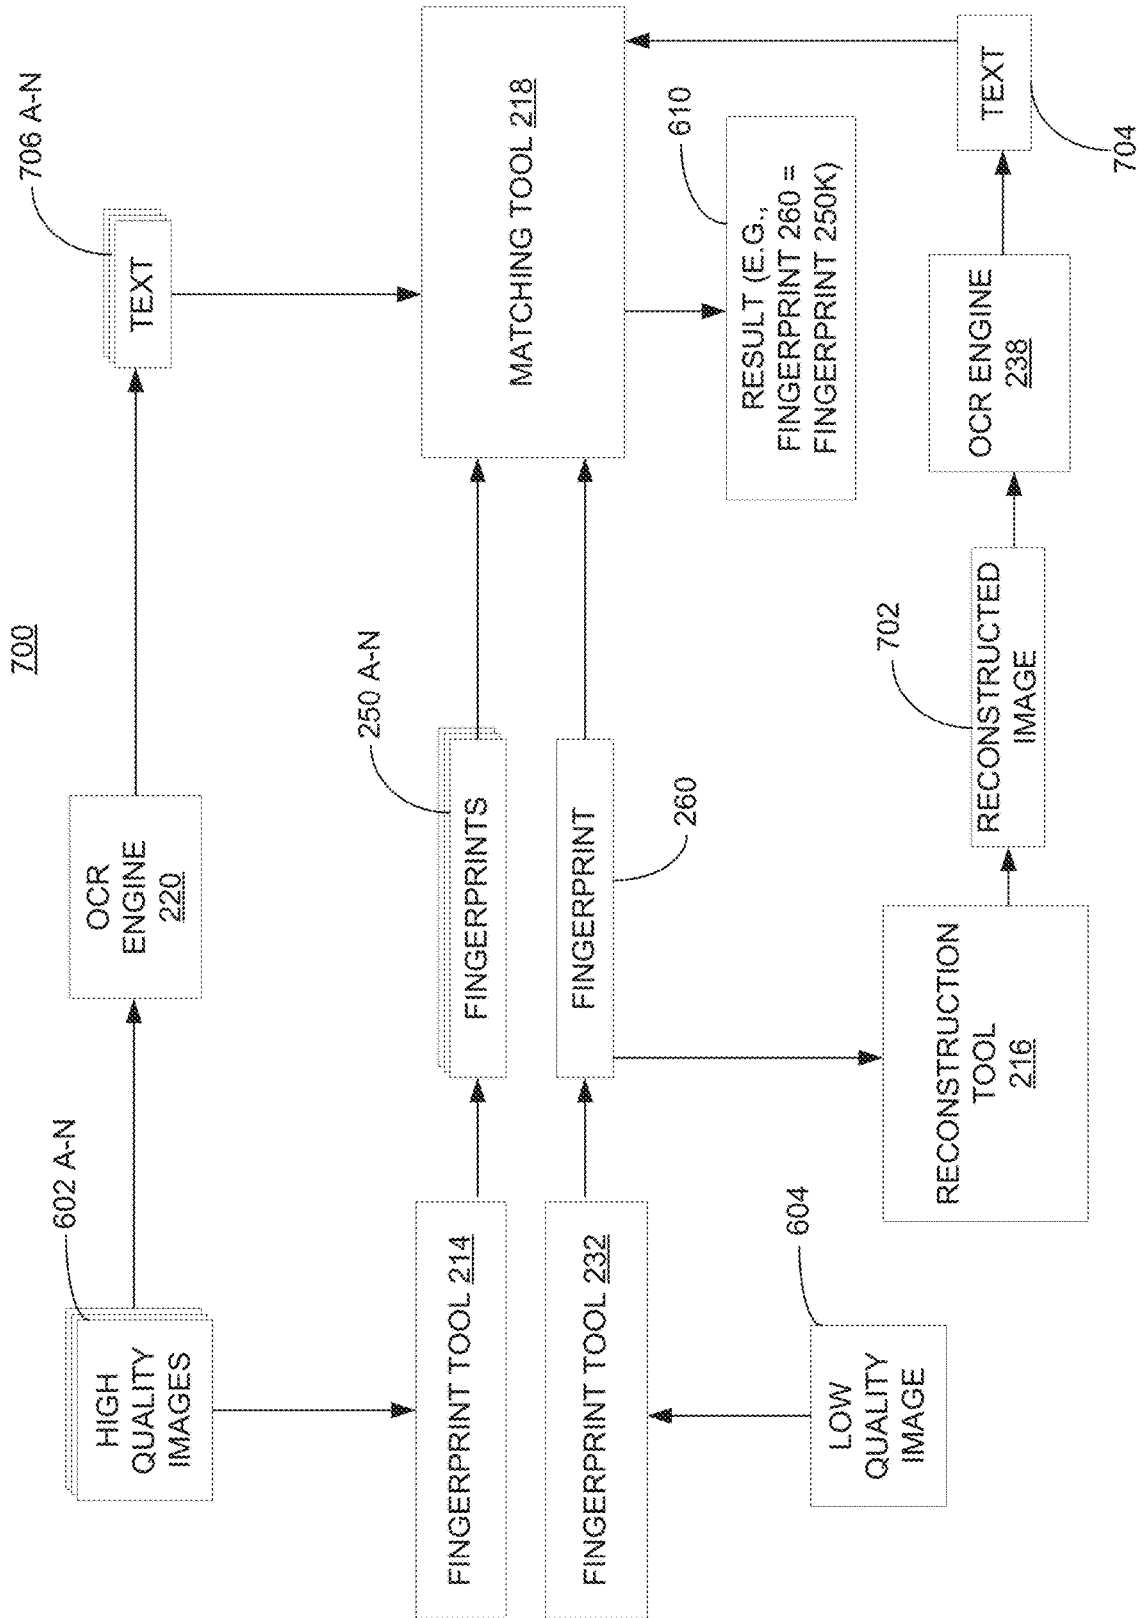 700
602 A-N
HIGH
QUALITY
IMAGES
OCR
ENGINE
220
706 A-N
TEXT
FINGERPRINT TOOL 214
250 A-N
FINGERPRINTS
MATCHING TOOL 218
FINGERPRINT TOOL 232
FINGERPRINT
260
610
RESULT (E.G.,
FINGERPRINT 260 =
FINGERPRINT 250K)
604
LOW
QUALITY
IMAGE
RECONSTRUCTION
TOOL
216
702
RECONSTRUCTED
IMAGE
OCR ENGINE
238
TEXT
704